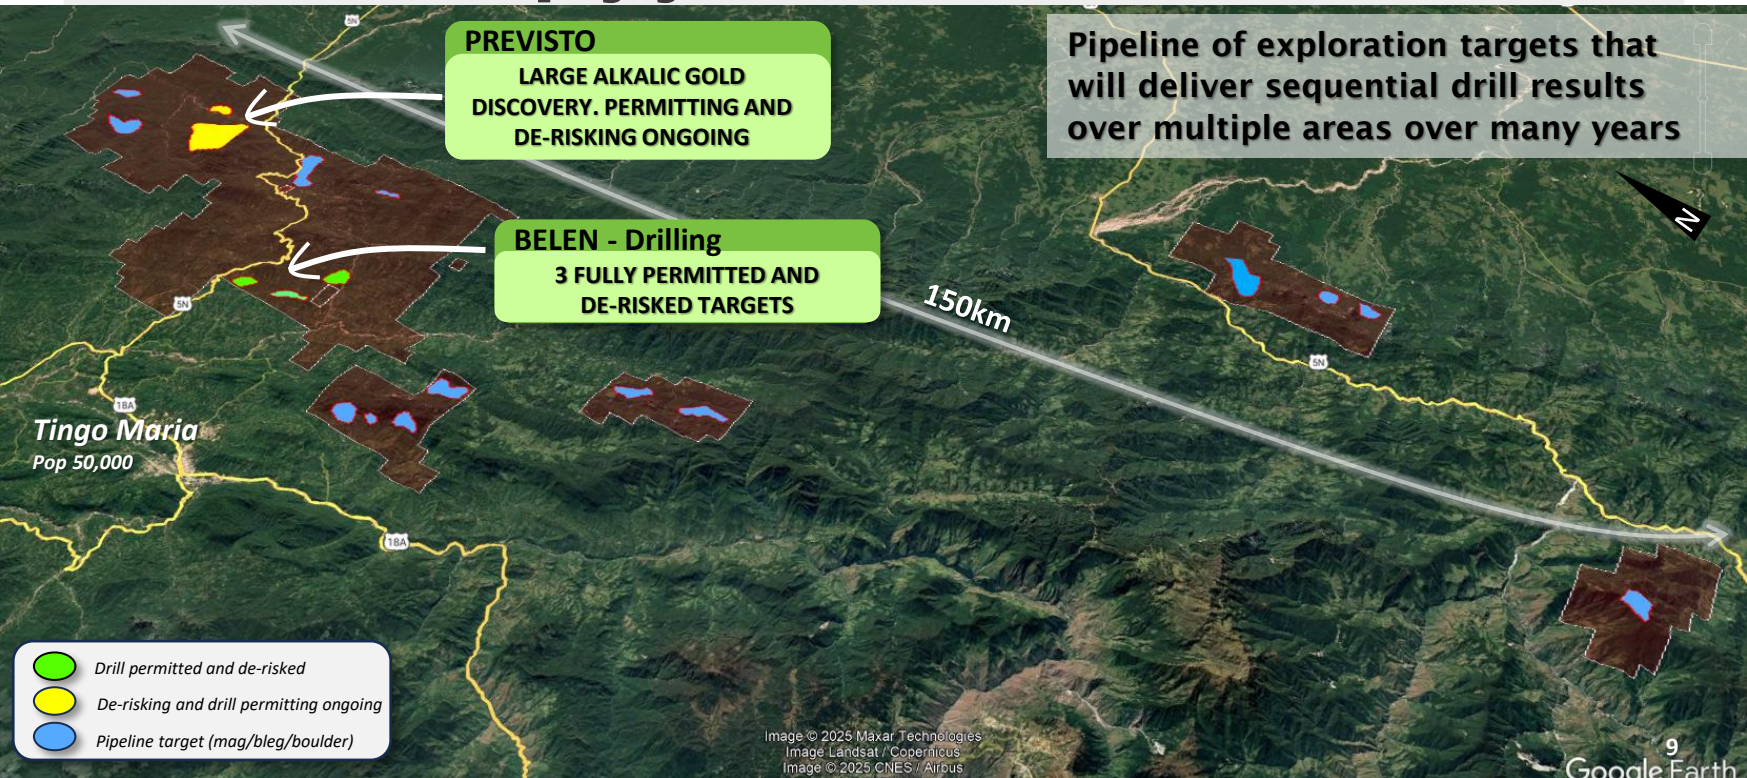 5N
PREVISTO
LARGE ALKALIC GOLD
DISCOVERY. PERMITTING AND
DE-RISKING ONGOING
Pipeline of exploration targets that
will deliver sequential drill results
over multiple areas over many years
N
BELEN - Drilling
3 FULLY PERMITTED AND
DE-RISKED TARGETS
5N
150km
5N
18A
Tingo Maria
Pop 50,000
18A
Drill permitted and de-risked
De-risking and drill permitting ongoing
Pipeline target (mag/bleg/boulder)
Image © 2025 Maxar Technologies
Image Landsat / Copernicus
Image © 2025 CNES / Airbus
9
Google Earth